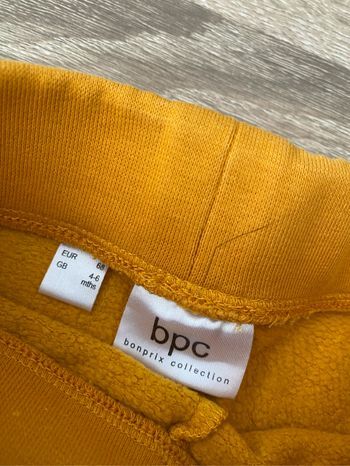 EUR 68
GB 4-6
mths
bpc
bonprix collection